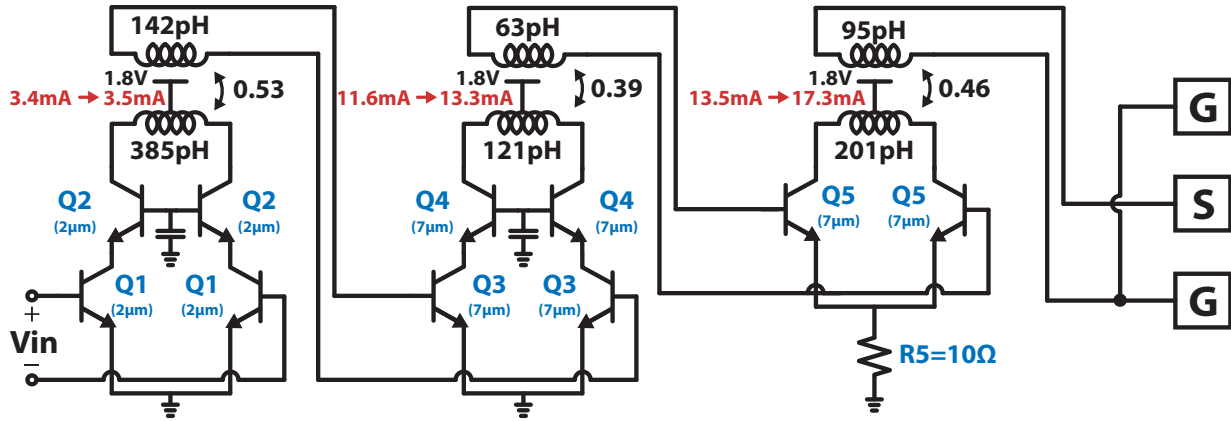 142pH
1.8V
3.4mA → 3.5mA
0.53
385pH
Q2
(2μm)
Q2
(2μm)
Q1
(2μm)
Q1
(2μm)
+
Vin
−
63pH
1.8V
11.6mA → 13.3mA
0.39
121pH
Q4
(7μm)
Q4
(7μm)
Q3
(7μm)
Q3
(7μm)
95pH
1.8V
13.5mA → 17.3mA
0.46
201pH
Q5
(7μm)
Q5
(7μm)
R5=10Ω
G
S
G